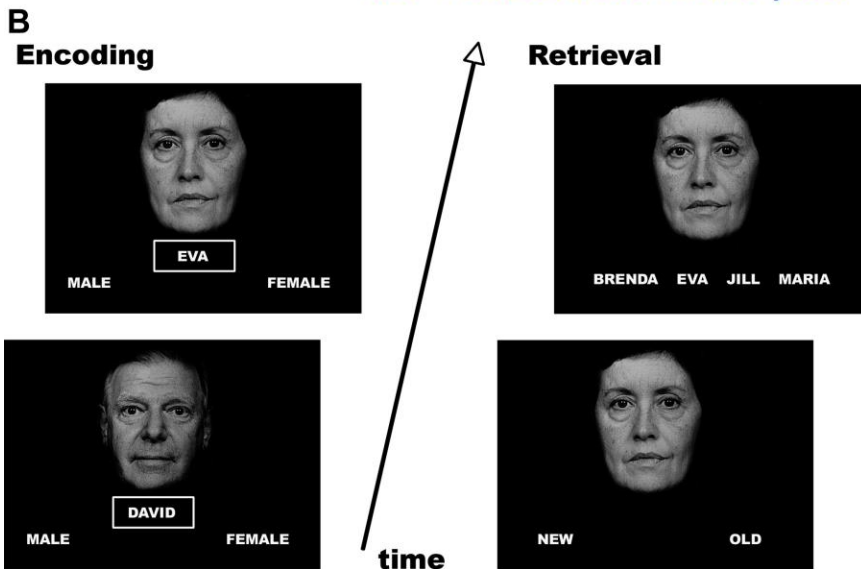 B
Encoding
Retrieval
EVA
MALE FEMALE
BRENDA EVA JILL MARIA
DAVID
MALE FEMALE
NEW OLD
time